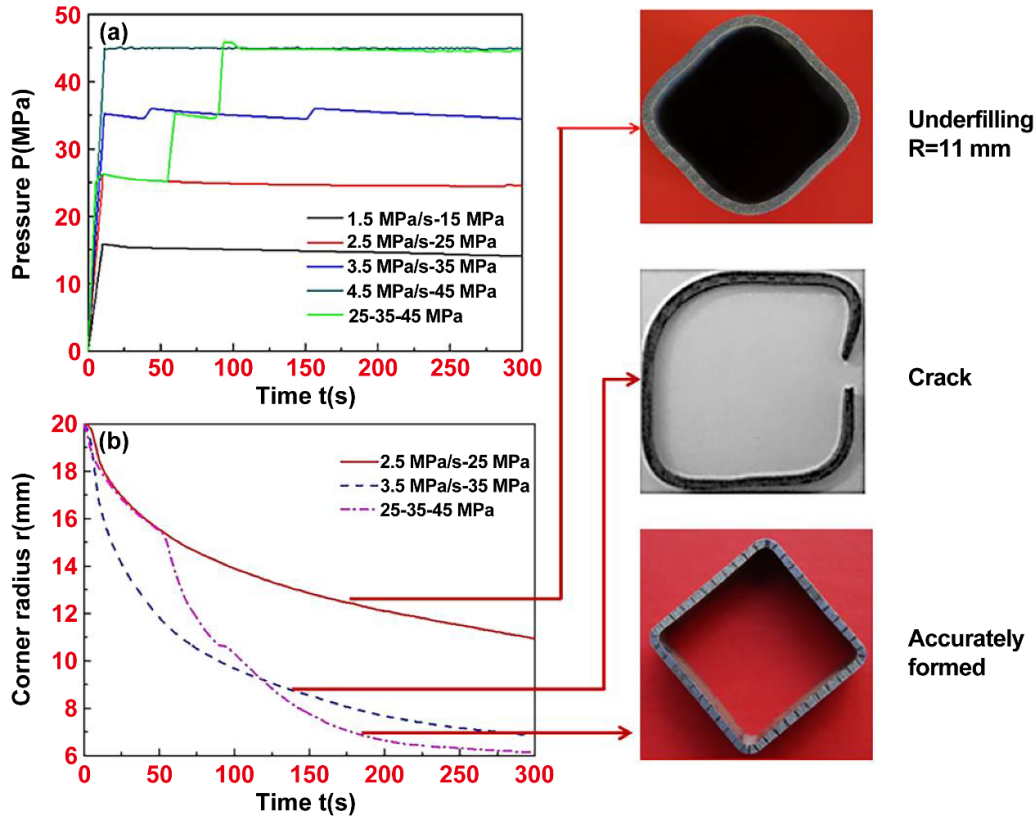 (a)
Pressure P(MPa)
50
45
40
35
30
25
20
15
10
0
1.5 MPa/s-15 MPa
2.5 MPa/s-25 MPa
3.5 MPa/s-35 MPa
4.5 MPa/s-45 MPa
25-35-45 MPa
0 50 100 150 200 250 300
Time t(s)
Underfilling
R=11 mm
Crack
(b)
Corner radius r(mm)
20
18
16
14
12
10
8
6
2.5 MPa/s-25 MPa
3.5 MPa/s-35 MPa
25-35-45 MPa
0 50 100 150 200 250 300
Time t(s)
Accurately
formed